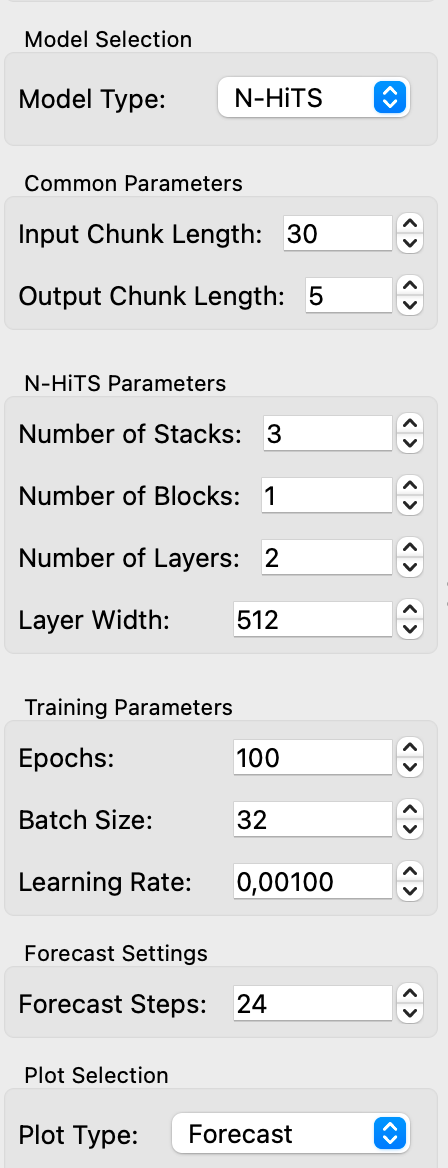 Model Selection
Model Type: N-HiTS
Common Parameters
Input Chunk Length: 30
Output Chunk Length: 5
N-HiTS Parameters
Number of Stacks: 3
Number of Blocks: 1
Number of Layers: 2
Layer Width: 512
Training Parameters
Epochs: 100
Batch Size: 32
Learning Rate: 0,00100
Forecast Settings
Forecast Steps: 24
Plot Selection
Plot Type: Forecast